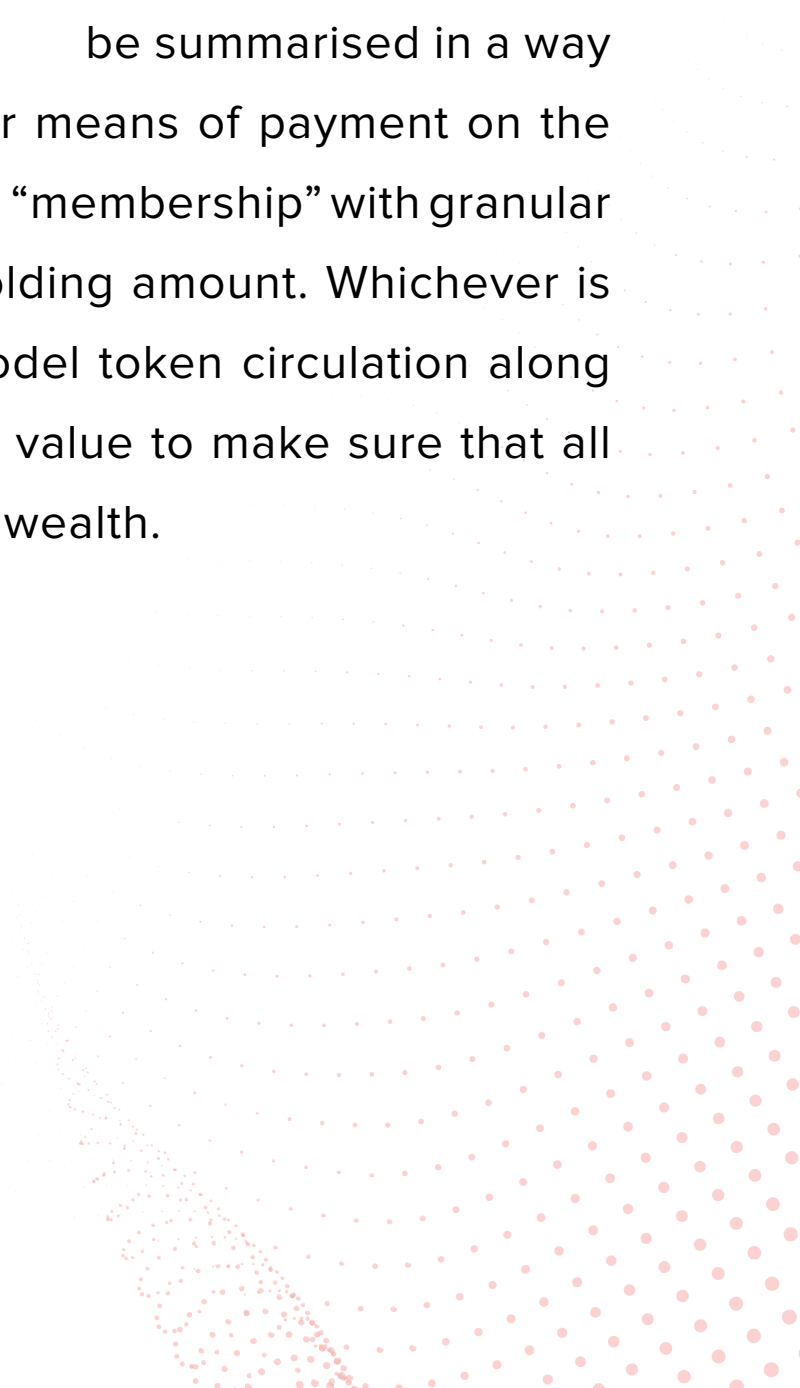 be summarised in a way
r means of payment on the
“membership” with granular
olding amount. Whichever is
odel token circulation along
value to make sure that all
wealth.